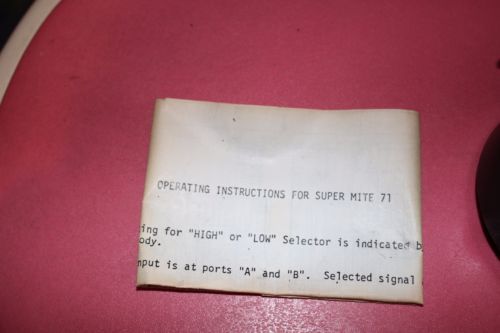 OPERATING INSTRUCTIONS FOR SUPER MITE 71
ing for "HIGH" or "LOW" Selector is indicated b
ody.
nput is at ports "A" and "B". Selected signal